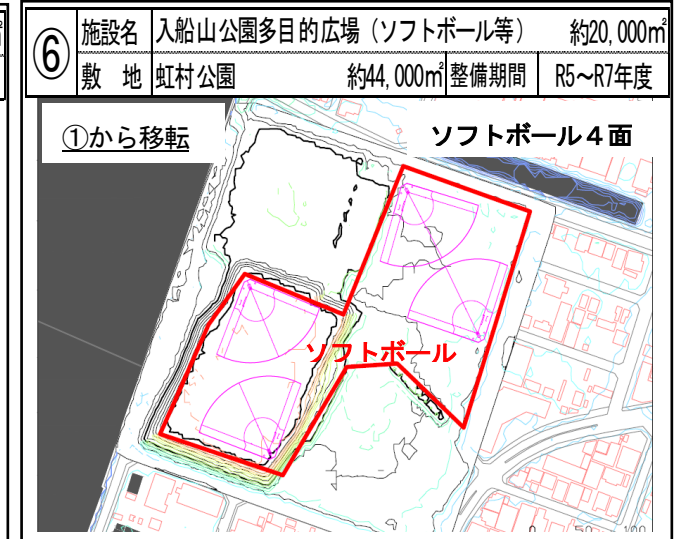 ⑥ 施設名 入船山公園多目的広場（ソフトボール等） 約20,000㎡
敷 地 虹村公園 約44,000㎡ 整備期間 R5～R7年度
①から移転
ソフトボール４面
ソフトボール
0 50 100